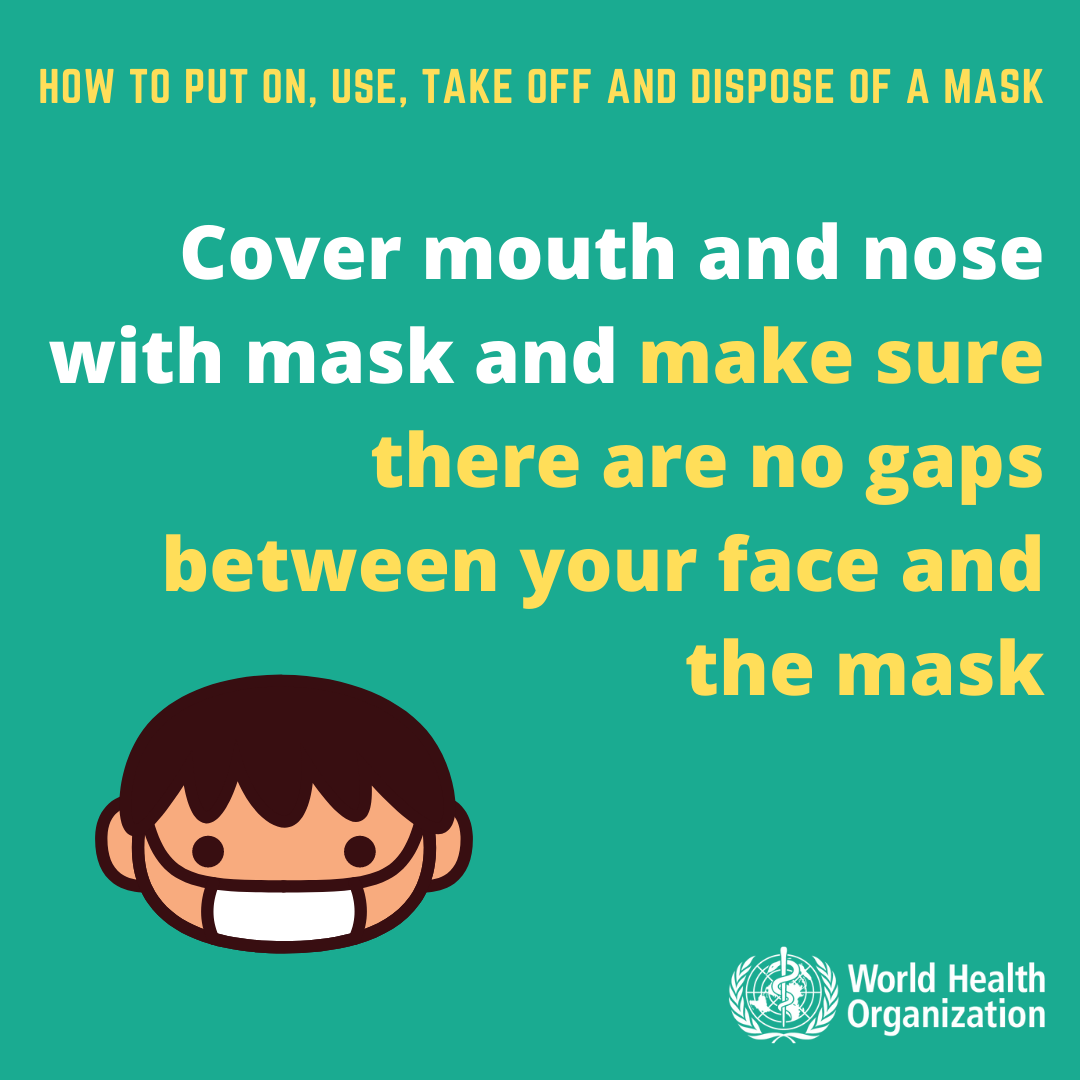 HOW TO PUT ON, USE, TAKE OFF AND DISPOSE OF A MASK
Cover mouth and nose
with mask and make sure
there are no gaps
between your face and
the mask
World Health
Organization